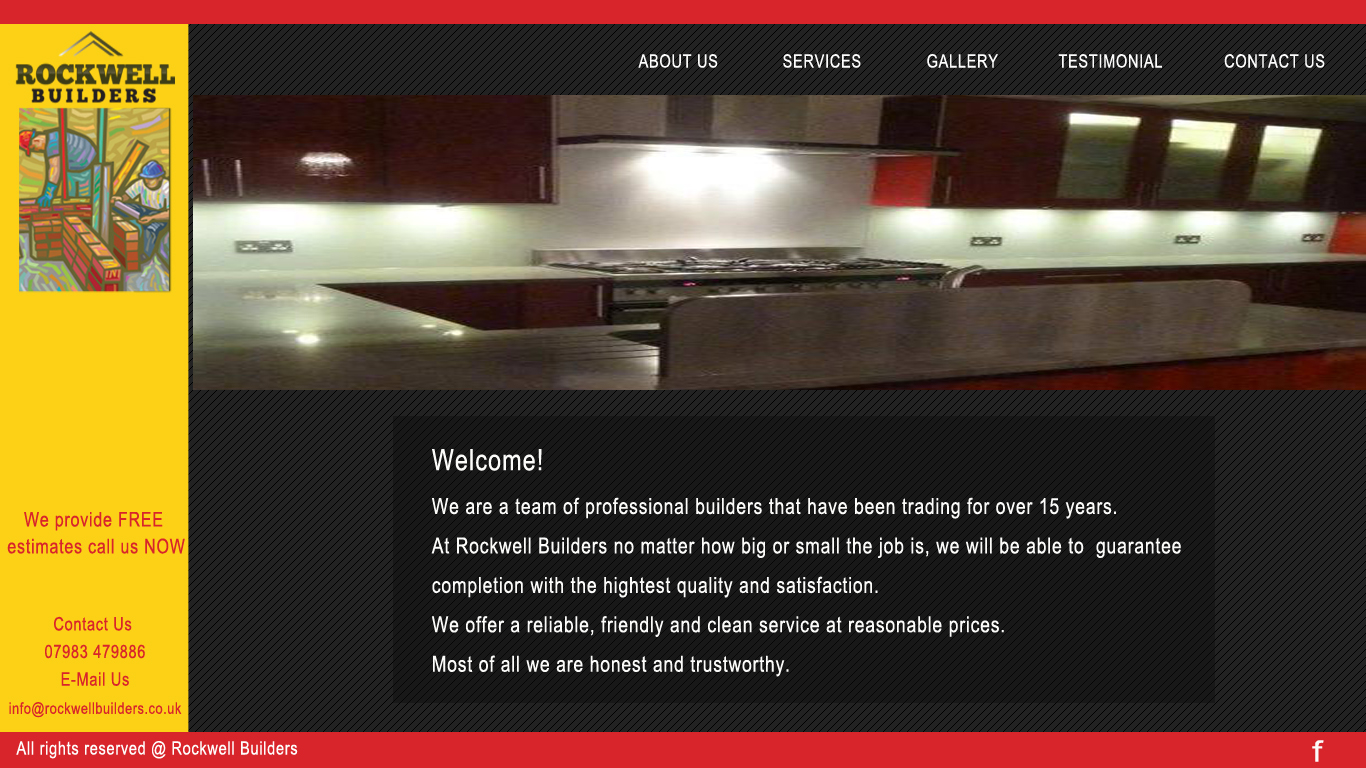 ROCKWELL
BUILDERS
ABOUT US
SERVICES
GALLERY
TESTIMONIAL
CONTACT US
We provide FREE
estimates call us NOW
Contact Us
07983 479886
E-Mail Us
info@rockwellbuilders.co.uk
Welcome!
We are a team of professional builders that have been trading for over 15 years.
At Rockwell Builders no matter how big or small the job is, we will be able to  guarantee
completion with the hightest quality and satisfaction.
We offer a reliable, friendly and clean service at reasonable prices.
Most of all we are honest and trustworthy.
All rights reserved @ Rockwell Builders
f